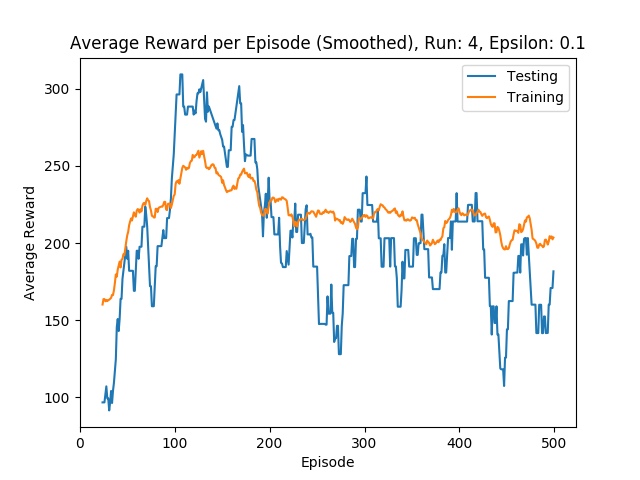 Average Reward per Episode (Smoothed), Run: 4, Epsilon: 0.1
Testing
Training
300
250
200
150
100
Average Reward
0
100
200
300
400
500
Episode